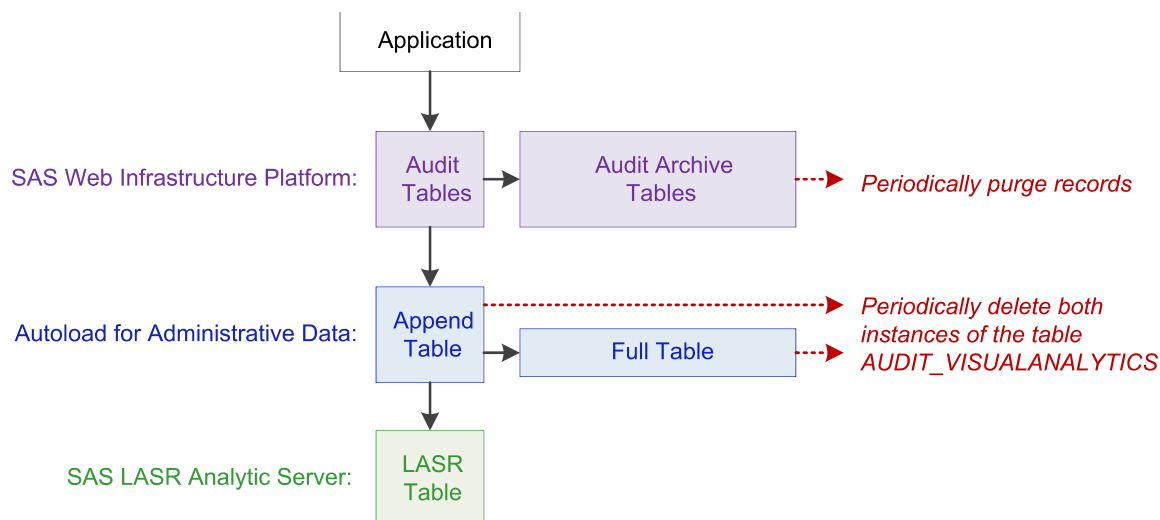 Application
SAS Web Infrastructure Platform:
Audit
Tables
Audit Archive
Tables
Periodically purge records
Autoload for Administrative Data:
Append
Table
Full Table
Periodically delete both
instances of the table
AUDIT_VISUALANALYTICS
SAS LASR Analytic Server:
LASR
Table